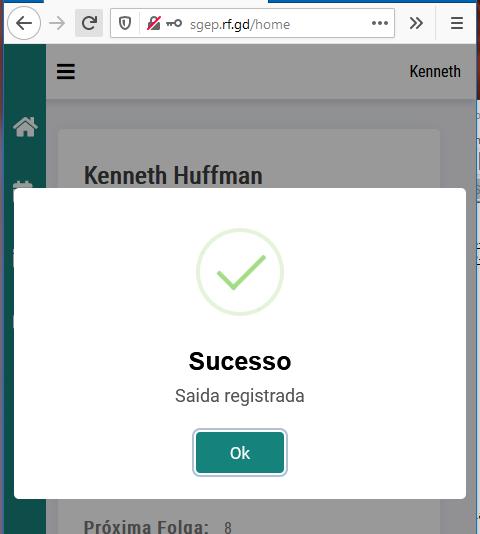 sgep.rf.gd/home
Kenneth
Kenneth Huffman
Sucesso
Saida registrada
Ok
Próxima Folga: 8